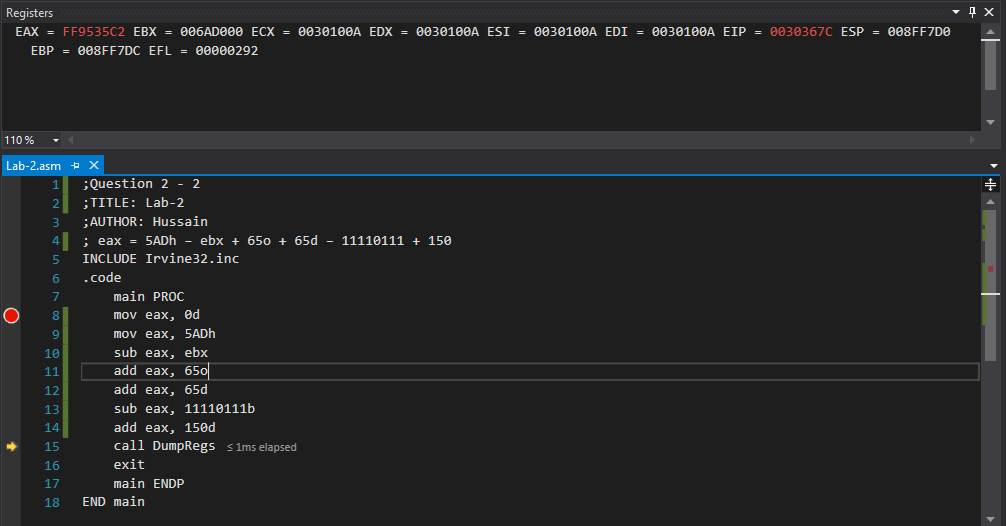 Registers
EAX = FF9535C2 EBX = 006AD000 ECX = 0030100A EDX = 0030100A ESI = 0030100A EDI = 0030100A EIP = 0030367C ESP = 008FF7D0
EBP = 008FF7DC EFL = 00000292
110 %
Lab-2.asm
1 ;Question 2 - 2
2 ;TITLE: Lab-2
3 ;AUTHOR: Hussain
4 ; eax = 5ADh - ebx + 65o + 65d - 11110111 + 150
5 INCLUDE Irvine32.inc
6 .code
7 main PROC
8 mov eax, 0d
9 mov eax, 5ADh
10 sub eax, ebx
11 add eax, 65o
12 add eax, 65d
13 sub eax, 11110111b
14 add eax, 150d
15 call DumpRegs ≤ 1ms elapsed
16 exit
17 main ENDP
18 END main